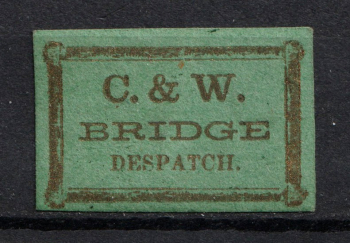 C. & W.
BRIDGE
DESPATCH.